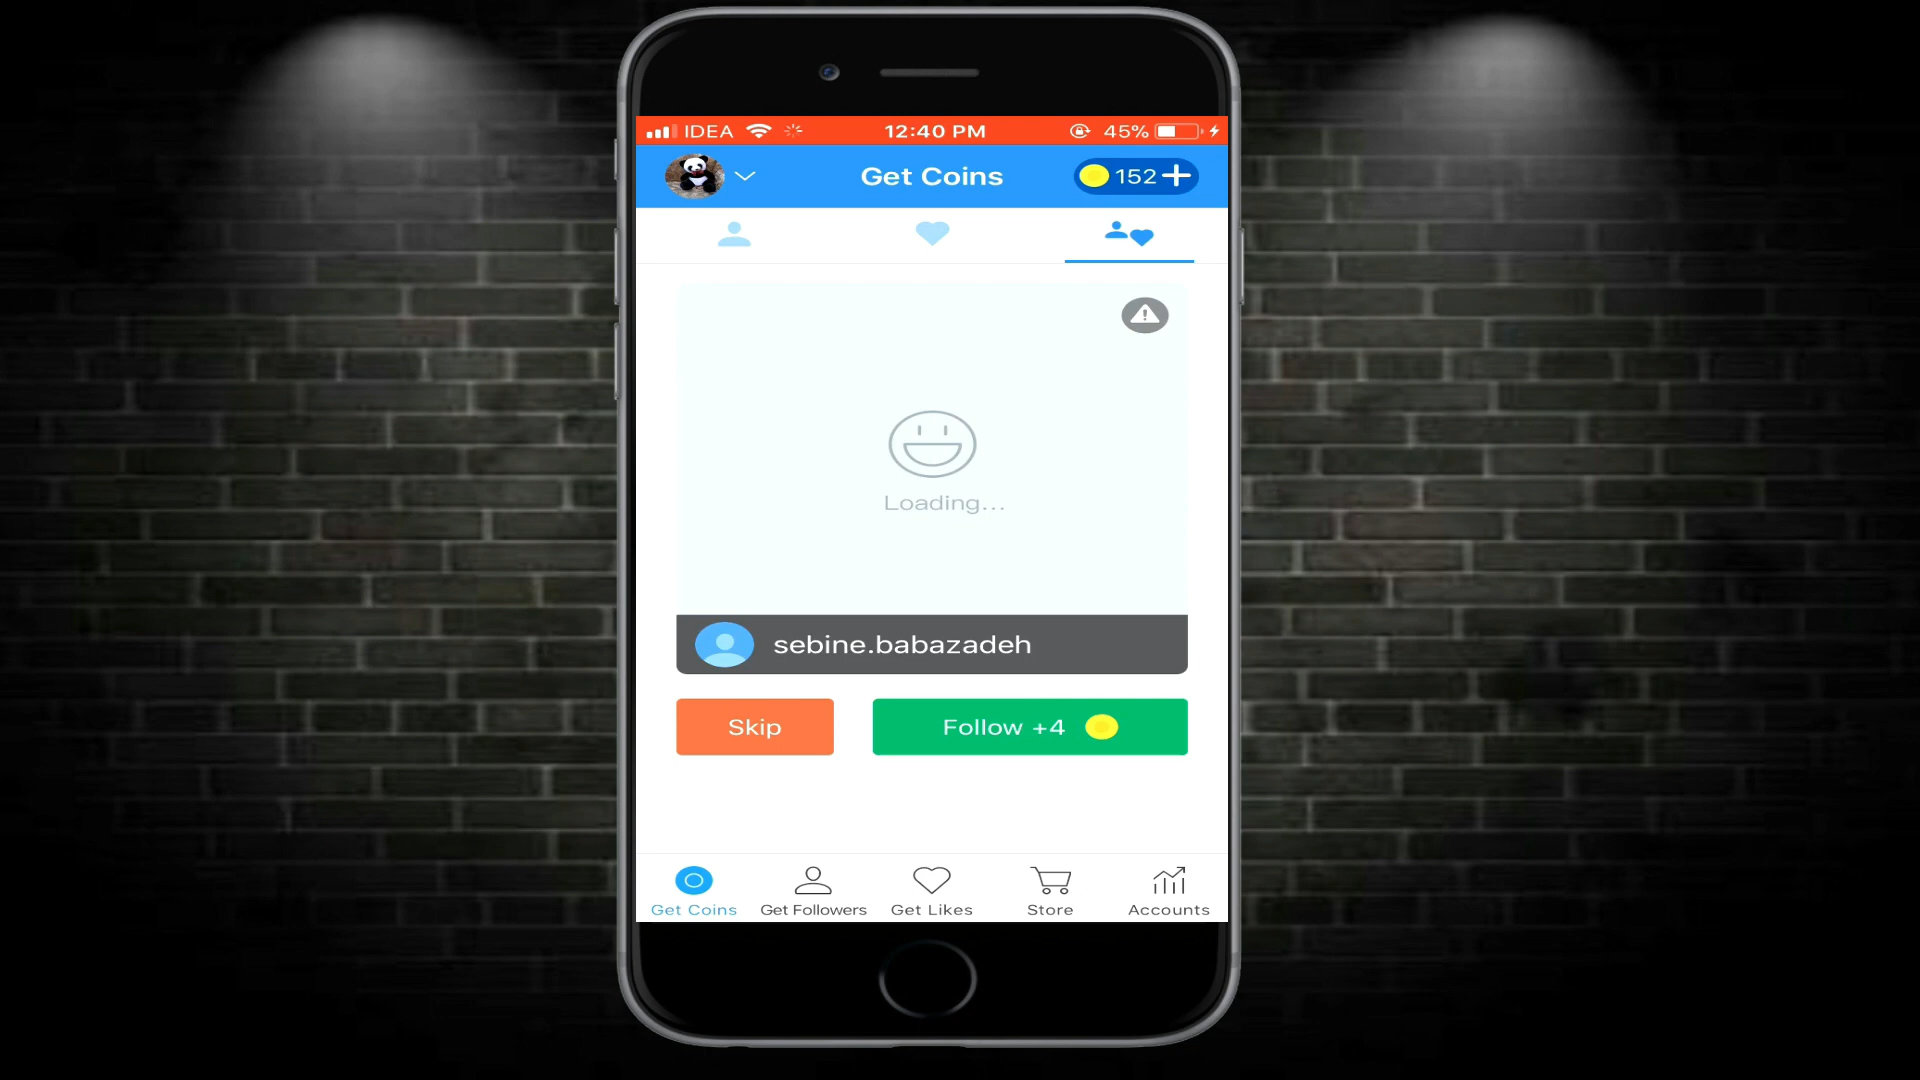 IDEA 12:40 PM 45%
Get Coins 152
Loading...
sebine.babazadeh
Skip Follow +4
Get Coins Get Followers Get Likes Store Accounts